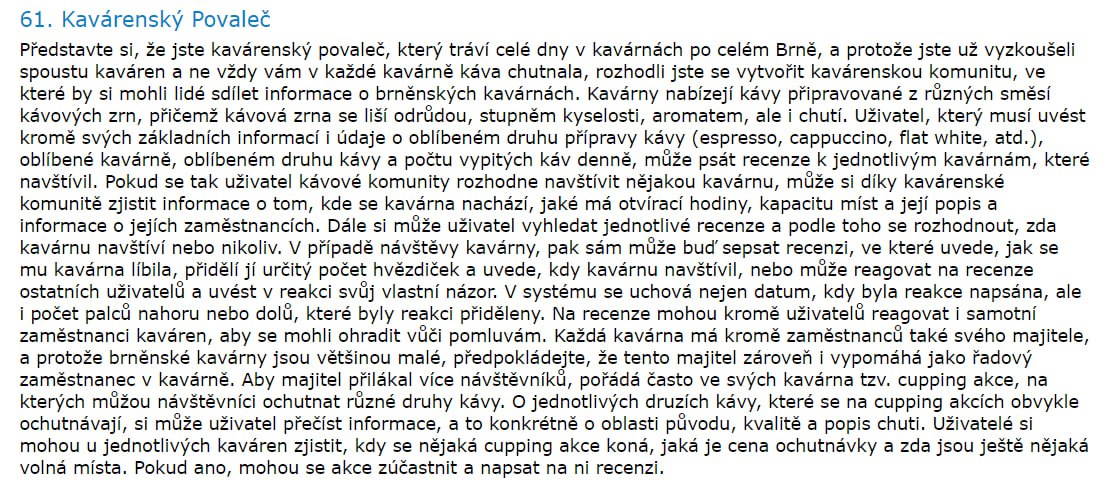 61. Kavárenský Povaleč
Představte si, že jste kavárenský povaleč, který tráví celé dny v kavárnách po celém Brně, a protože jste už vyzkoušeli
spoustu kaváren a ne vždy vám v každé kavárně káva chutnala, rozhodli jste se vytvořit kavárenskou komunitu, ve
které by si mohli lidé sdílet informace o brněnských kavárnách. Kavárny nabízejí kávy připravované z různých směsí
kávových zrn, přičemž kávová zrna se liší odrůdou, stupněm kyselosti, aromatem, ale i chutí. Uživatel, který musí uvést
kromě svých základních informací i údaje o oblíbeném druhu přípravy kávy (espresso, cappuccino, flat white, atd.),
oblíbené kavárně, oblíbeném druhu kávy a počtu vypitých káv denně, může psát recenze k jednotlivým kavárnám, které
navštívil. Pokud se tak uživatel kávové komunity rozhodne navštívit nějakou kavárnu, může si díky kavárenské
komunitě zjistit informace o tom, kde se kavárna nachází, jaké má otvírací hodiny, kapacitu míst a její popis a
informace o jejích zaměstnancích. Dále si může uživatel vyhledat jednotlivé recenze a podle toho se rozhodnout, zda
kavárnu navštíví nebo nikoliv. V případě návštěvy kavárny, pak sám může buď sepsat recenzi, ve které uvede, jak se
mu kavárna líbila, přidělí jí určitý počet hvězdiček a uvede, kdy kavárnu navštívil, nebo může reagovat na recenze
ostatních uživatelů a uvést v reakci svůj vlastní názor. V systému se uchová nejen datum, kdy byla reakce napsána, ale
i počet palců nahoru nebo dolů, které byly reakci přiděleny. Na recenze mohou kromě uživatelů reagovat i samotní
zaměstnanci kaváren, aby se mohli ohradit vůči pomluvám. Každá kavárna má kromě zaměstnanců také svého majitele,
a protože brněnské kavárny jsou většinou malé, předpokládejte, že tento majitel zároveň i vypomáhá jako řadový
zaměstnanec v kavárně. Aby majitel přilákal více návštěvníků, pořádá často ve svých kavárna tzv. cupping akce, na
kterých můžou návštěvníci ochutnat různé druhy kávy. O jednotlivých druzích kávy, které se na cupping akcích obvykle
ochutnávají, si může uživatel přečíst informace, a to konkrétně o oblasti původu, kvalitě a popis chuti. Uživatelé si
mohou u jednotlivých kaváren zjistit, kdy se nějaká cupping akce koná, jaká je cena ochutnávky a zda jsou ještě nějaká
volná místa. Pokud ano, mohou se akce zúčastnit a napsat na ni recenzi.